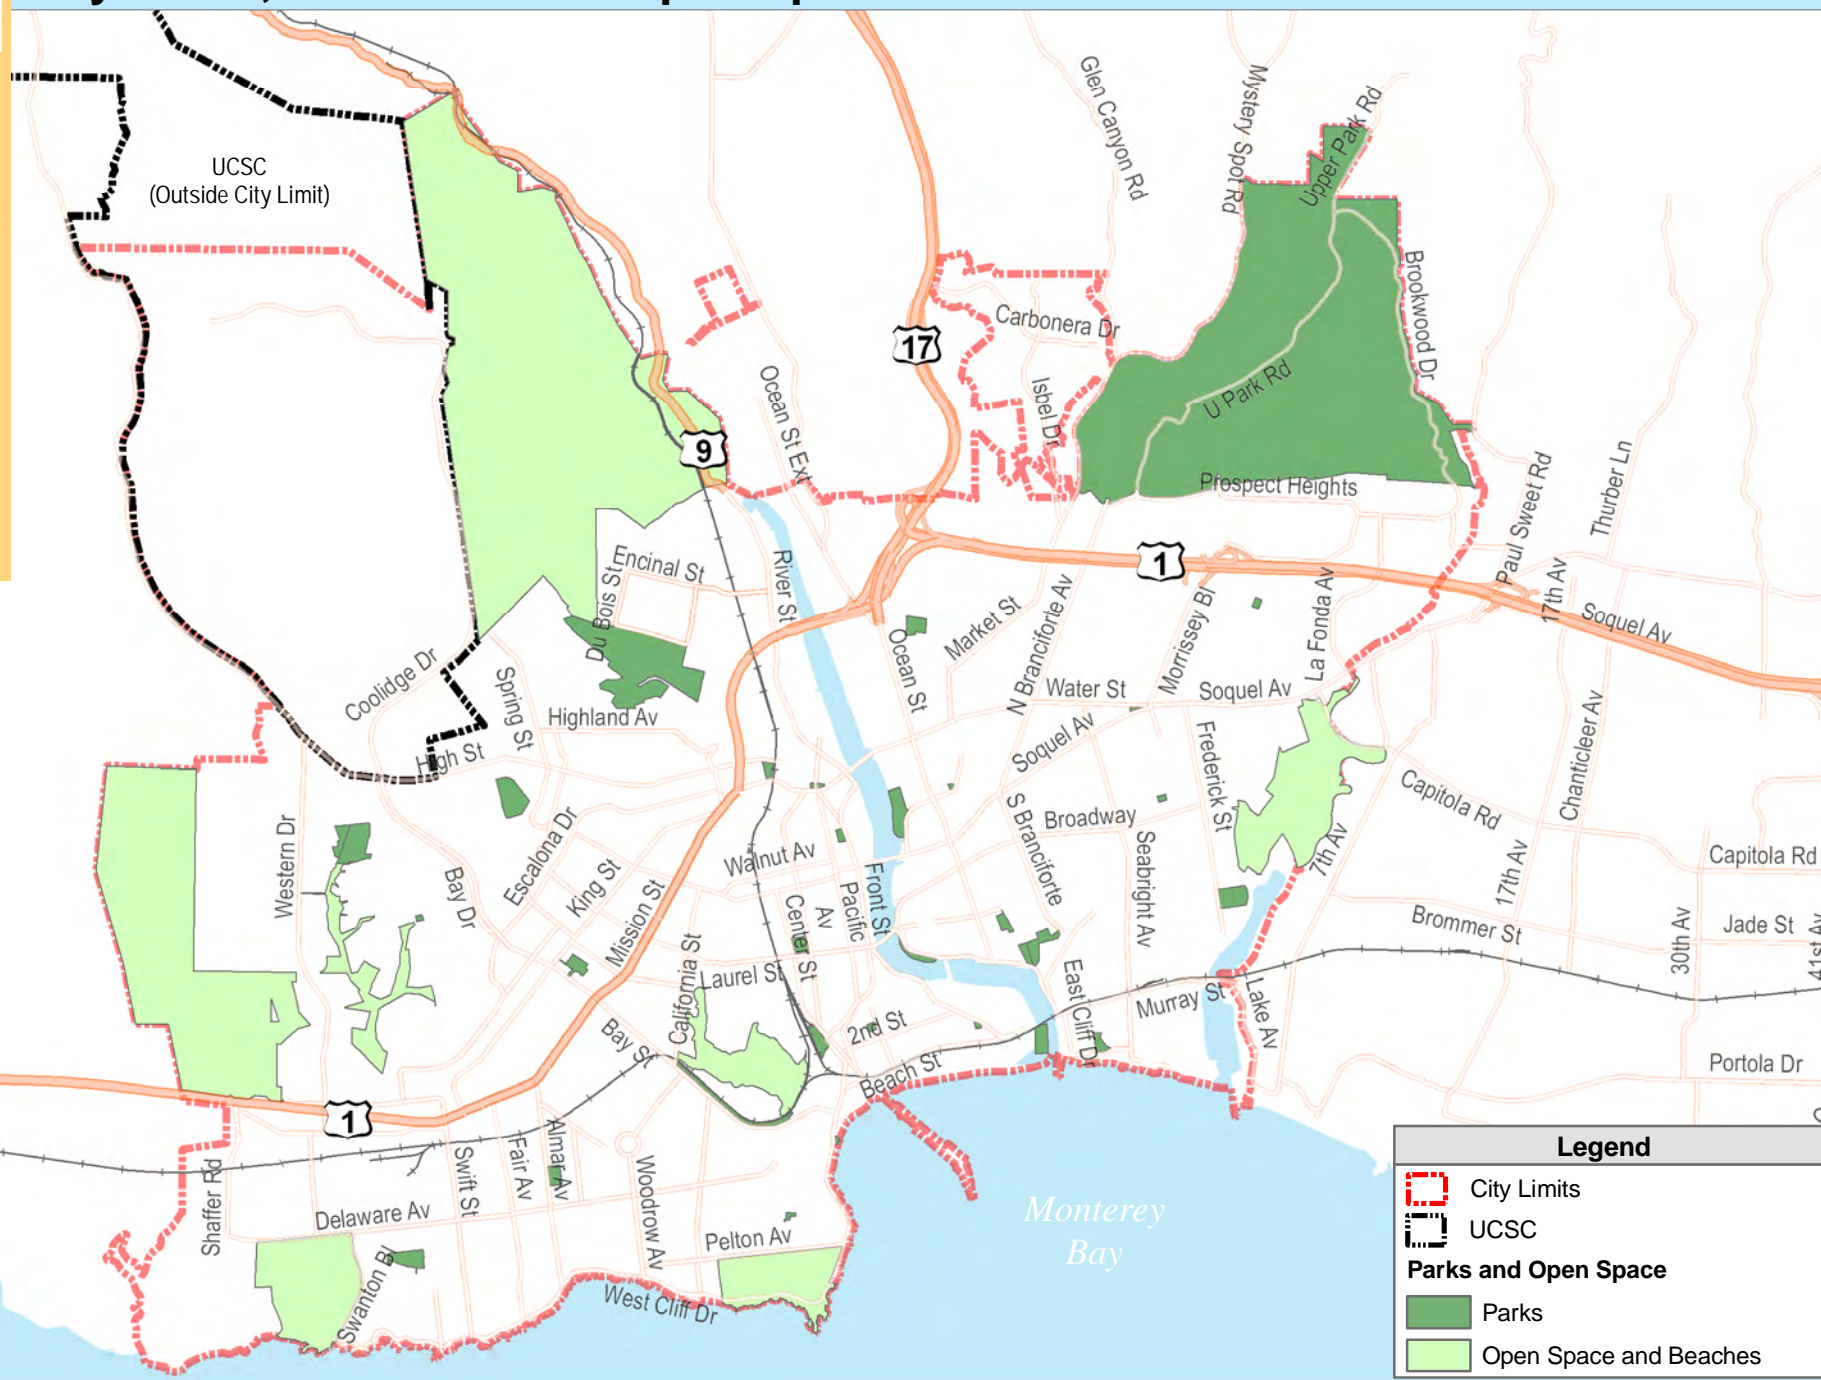 UCSC
(Outside City Limit)
Glen Canyon Rd
Mystery Spot Rd
Upper Park Rd
Brookwood Dr
Carbonera Dr
17
Isbel Dr
U Park Rd
Ocean St Ext
9
Prospect Heights
Paul Sweet Rd
Thurber Ln
Encinal St
Du Bois St
River St
1
17th Av
Soquel Av
Market St
N Branciforte Av
Morrissey Bl
La Fonda Av
Ocean St
Coolidge Dr
Spring St
Highland Av
Water St
Soquel Av
High St
Soquel Av
Frederick St
Chanticleer Av
Capitola Rd
Western Dr
Bay Dr
Escalona Dr
King St
Mission St
Walnut Av
Center St
Pacific
Av
Front St
S Branciforte
Broadway
Seabright Av
7th Av
17th Av
Capitola Rd
Brommer St
Jade St
30th Av
41st Av
California St
Laurel St
Bay St
2nd St
Beach St
East Cliff Dr
Murray St
Lake Av
Portola Dr
1
Shaffer Rd
Delaware Av
Swift St
Fair Av
Almar Av
Woodrow Av
Pelton Av
Swanton Bl
West Cliff Dr
Monterey
Bay
Legend
City Limits
UCSC
Parks and Open Space
Parks
Open Space and Beaches